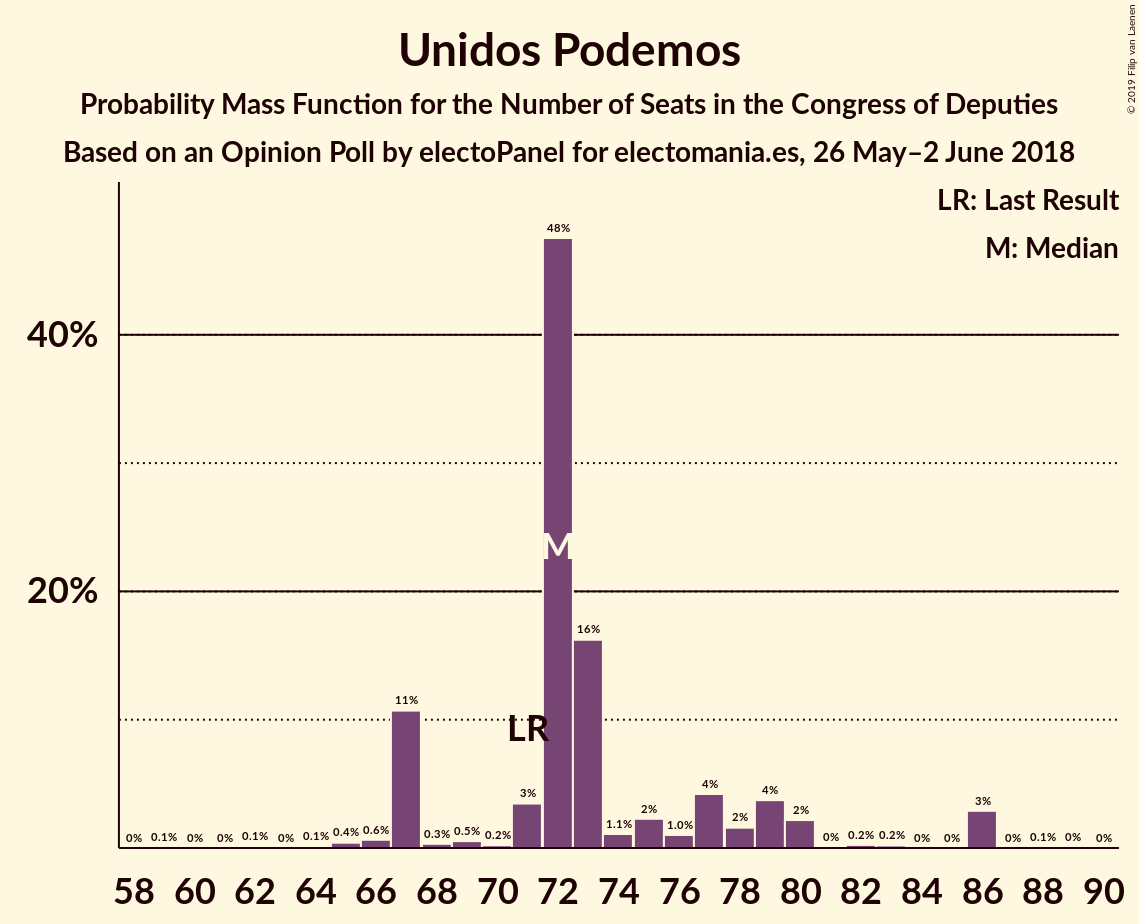 Unidos Podemos
Probability Mass Function for the Number of Seats in the Congress of Deputies
Based on an Opinion Poll by electoPanel for electomania.es, 26 May–2 June 2018
© 2019 Filip van Laenen
LR: Last Result
M: Median
40%
20%
0% 0.1% 0% 0% 0.1% 0% 0.1% 0.4% 0.6% 11% 0.3% 0.5% 0.2% 3% 48% 16% 1.1% 2% 1.0% 4% 2% 4% 2% 0% 0.2% 0.2% 0% 0% 3% 0% 0.1% 0% 0%
LR
M
58 60 62 64 66 68 70 72 74 76 78 80 82 84 86 88 90